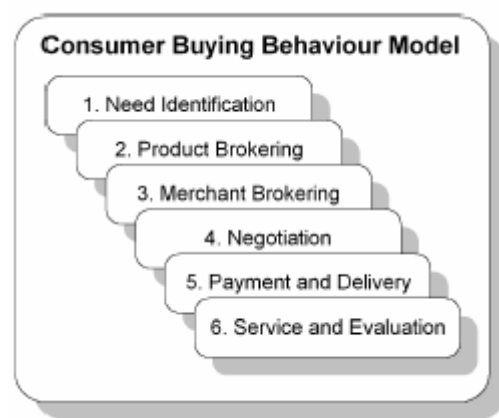 Consumer Buying Behaviour Model
1. Need Identification
2. Product Brokering
3. Merchant Brokering
4. Negotiation
5. Payment and Delivery
6. Service and Evaluation